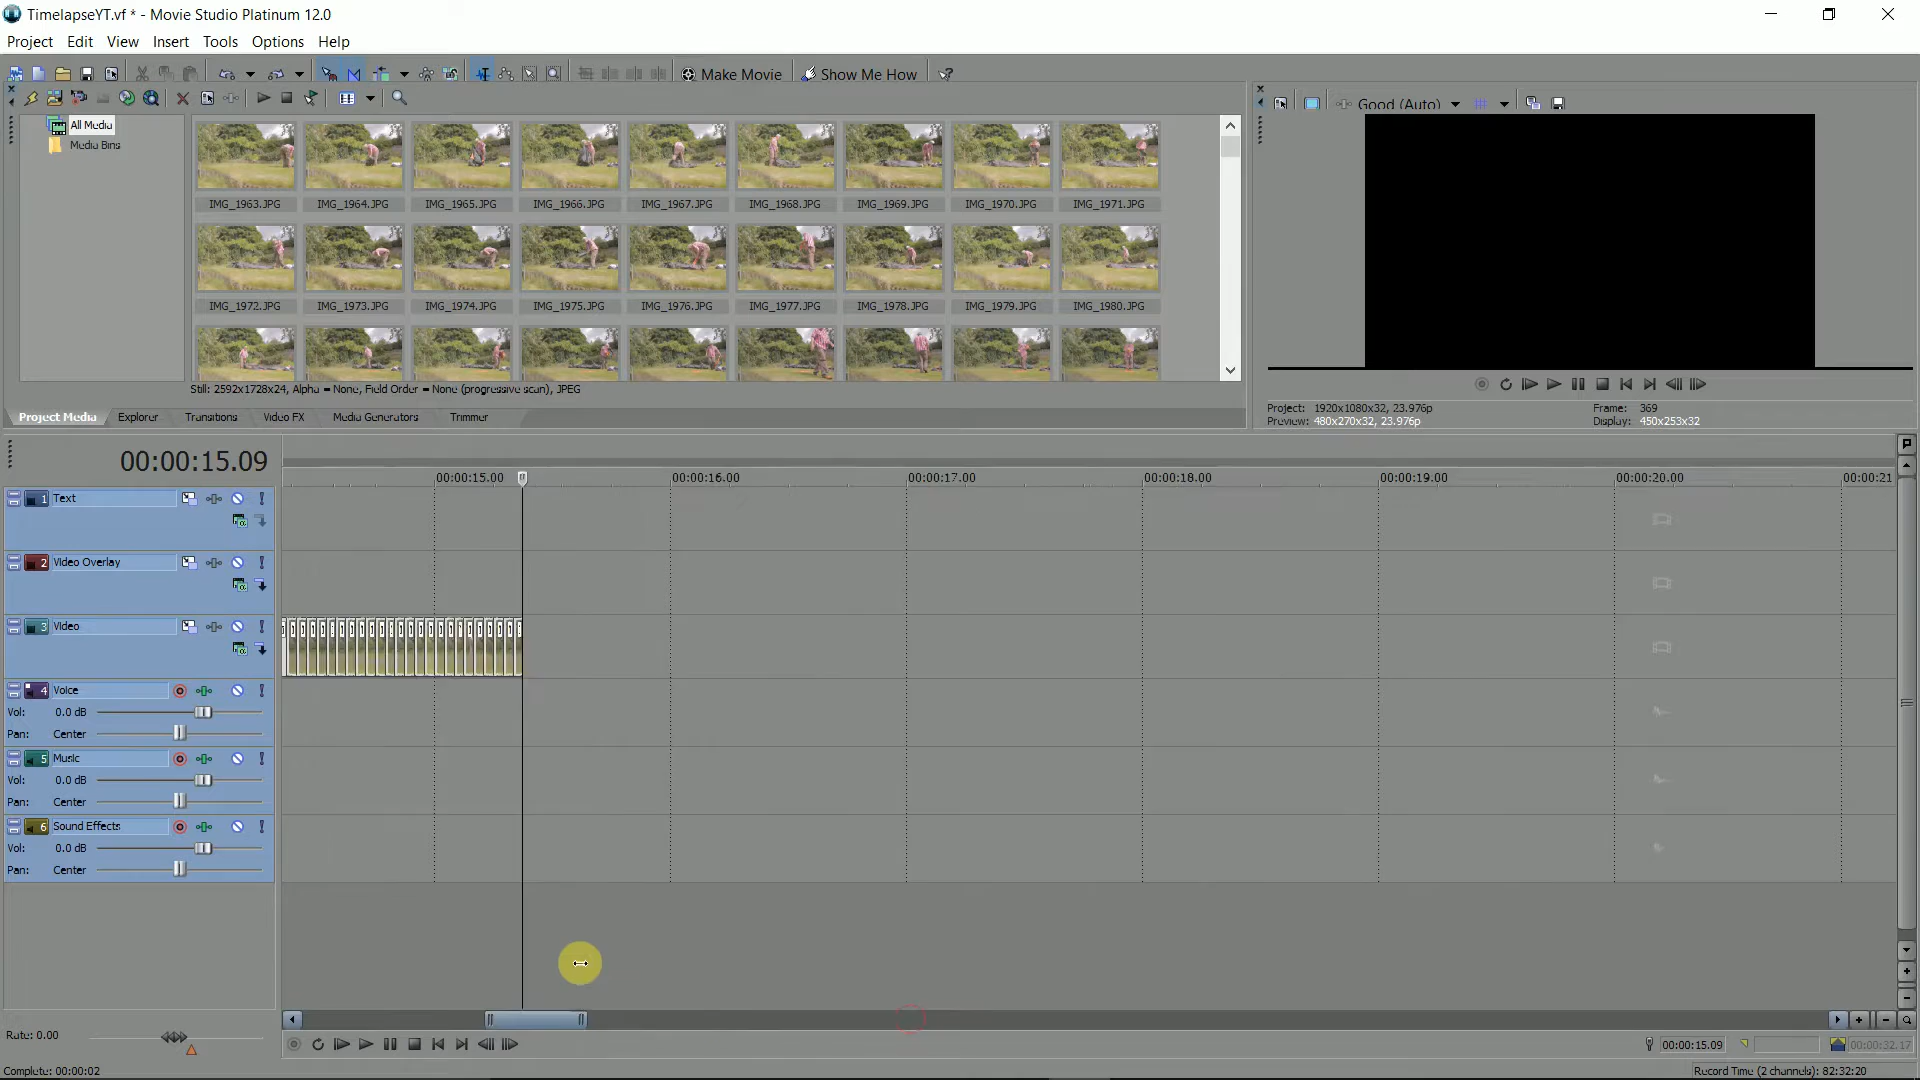 TimelapseYT.vf * - Movie Studio Platinum 12.0
Project Edit View Insert Tools Options Help
Make Movie Show Me How
Good (Auto)
All Media
Media Bins
IMG_1963.JPG IMG_1964.JPG IMG_1965.JPG IMG_1966.JPG IMG_1967.JPG IMG_1968.JPG IMG_1969.JPG IMG_1970.JPG IMG_1971.JPG
IMG_1972.JPG IMG_1973.JPG IMG_1974.JPG IMG_1975.JPG IMG_1976.JPG IMG_1977.JPG IMG_1978.JPG IMG_1979.JPG IMG_1980.JPG
Still: 2592x1728x24, Alpha = None, Field Order = None (progressive scan), JPEG
Project Media Explorer Transitions Video FX Media Generators Trimmer
Project: 1920x1080x32, 23.976p Frame: 369
Preview: 480x270x32, 23.976p Display: 450x253x32
00:00:15.09
00:00:15.00 00:00:16.00 00:00:17.00 00:00:18.00 00:00:19.00 00:00:20.00 00:00:21
1 Text
2 Video Overlay
3 Video
4 Voice
Vol: 0.0 dB
Pan: Center
5 Music
Vol: 0.0 dB
Pan: Center
6 Sound Effects
Vol: 0.0 dB
Pan: Center
Rate: 0.00
00:00:15.09 00:00:32.17
Complete: 00:00:02 Record Time (2 channels): 82:32:20